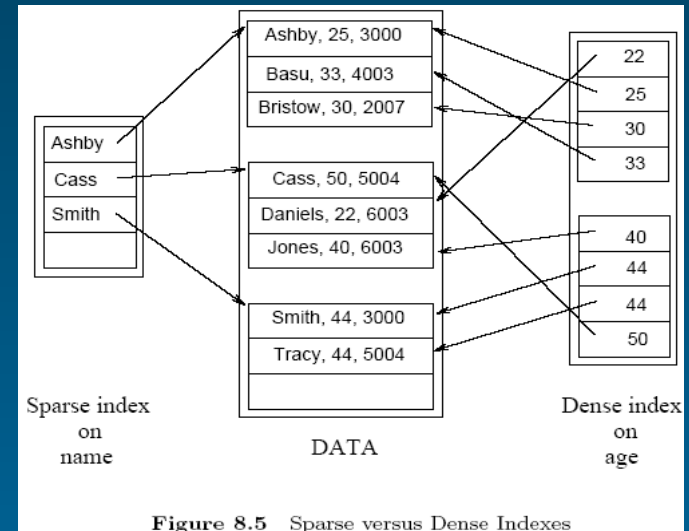 Ashby
Cass
Smith
Sparse index
on
name
Ashby, 25, 3000
Basu, 33, 4003
Bristow, 30, 2007
Cass, 50, 5004
Daniels, 22, 6003
Jones, 40, 6003
Smith, 44, 3000
Tracy, 44, 5004
DATA
22
25
30
33
40
44
44
50
Dense index
on
age
Figure 8.5 Sparse versus Dense Indexes